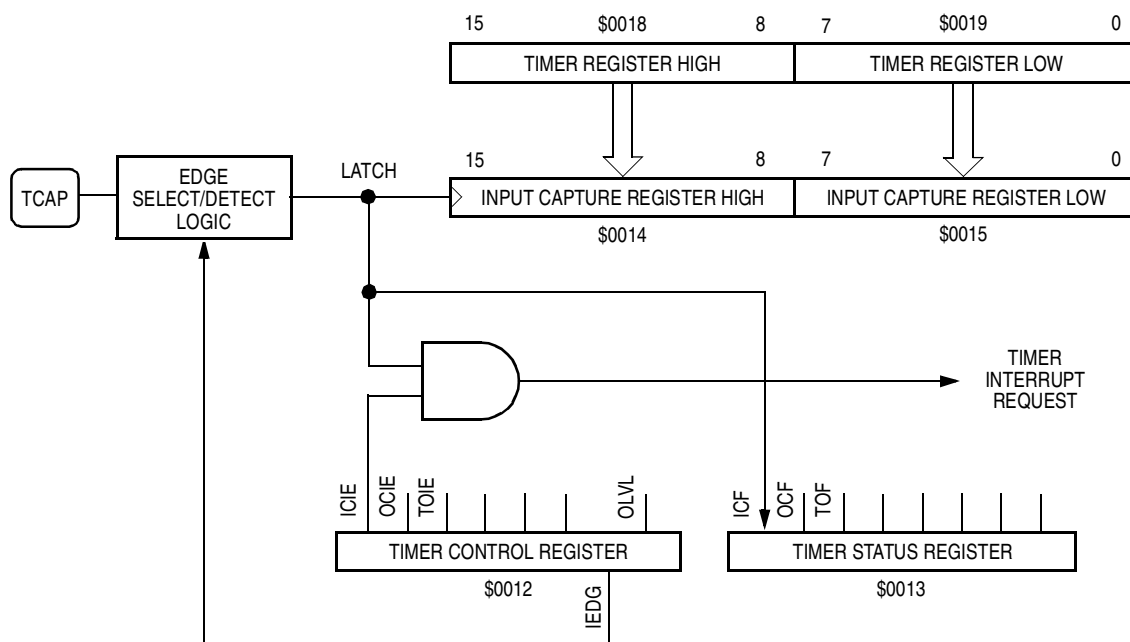 15 $0018 8 7 $0019 0
TIMER REGISTER HIGH TIMER REGISTER LOW
15 8 7 0
LATCH
TCAP
EDGE
SELECT/DETECT
LOGIC
INPUT CAPTURE REGISTER HIGH INPUT CAPTURE REGISTER LOW
$0014 $0015
TIMER
INTERRUPT
REQUEST
ICIE OCIE TOIE OLVL ICF OCF TOF
TIMER CONTROL REGISTER TIMER STATUS REGISTER
$0012 IEDG $0013